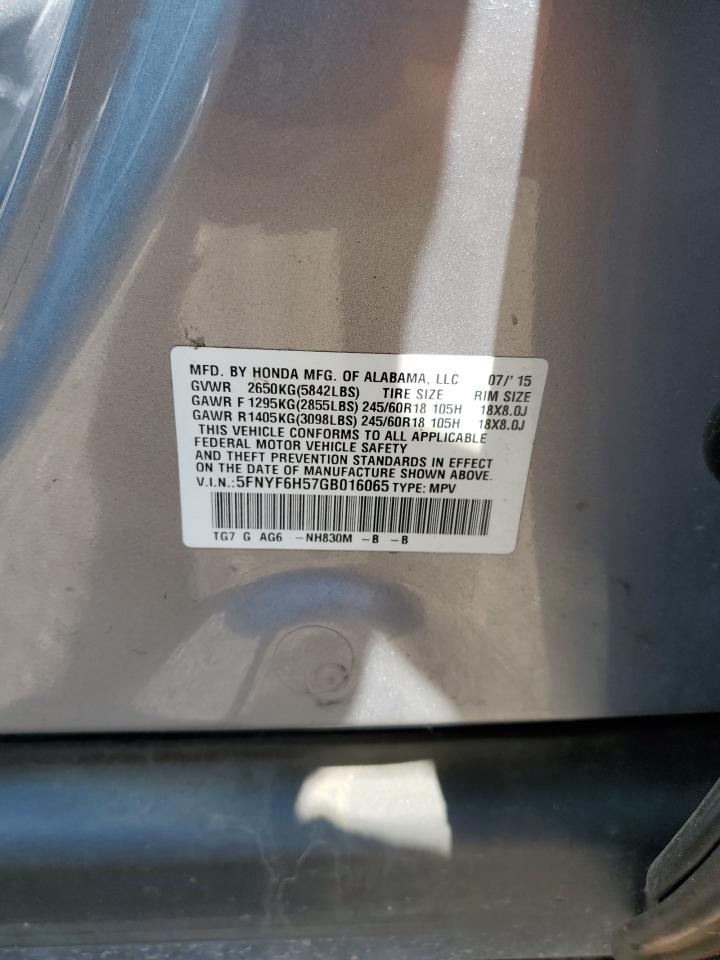 MFD. BY HONDA MFG. OF ALABAMA, LLC 07/'15
GVWR 2650KG(5842LBS) TIRE SIZE RIM SIZE
GAWR F1295KG(2855LBS) 245/60R18 105H 18X8.0J
GAWR R1405KG(3098LBS) 245/60R18 105H 18X8.0J
THIS VEHICLE CONFORMS TO ALL APPLICABLE
FEDERAL MOTOR VEHICLE SAFETY
AND THEFT PREVENTION STANDARDS IN EFFECT
ON THE DATE OF MANUFACTURE SHOWN ABOVE.
V.I.N.:5FNYF6H57GB016065 TYPE: MPV
TG7 G AG6 -NH830M -B -B